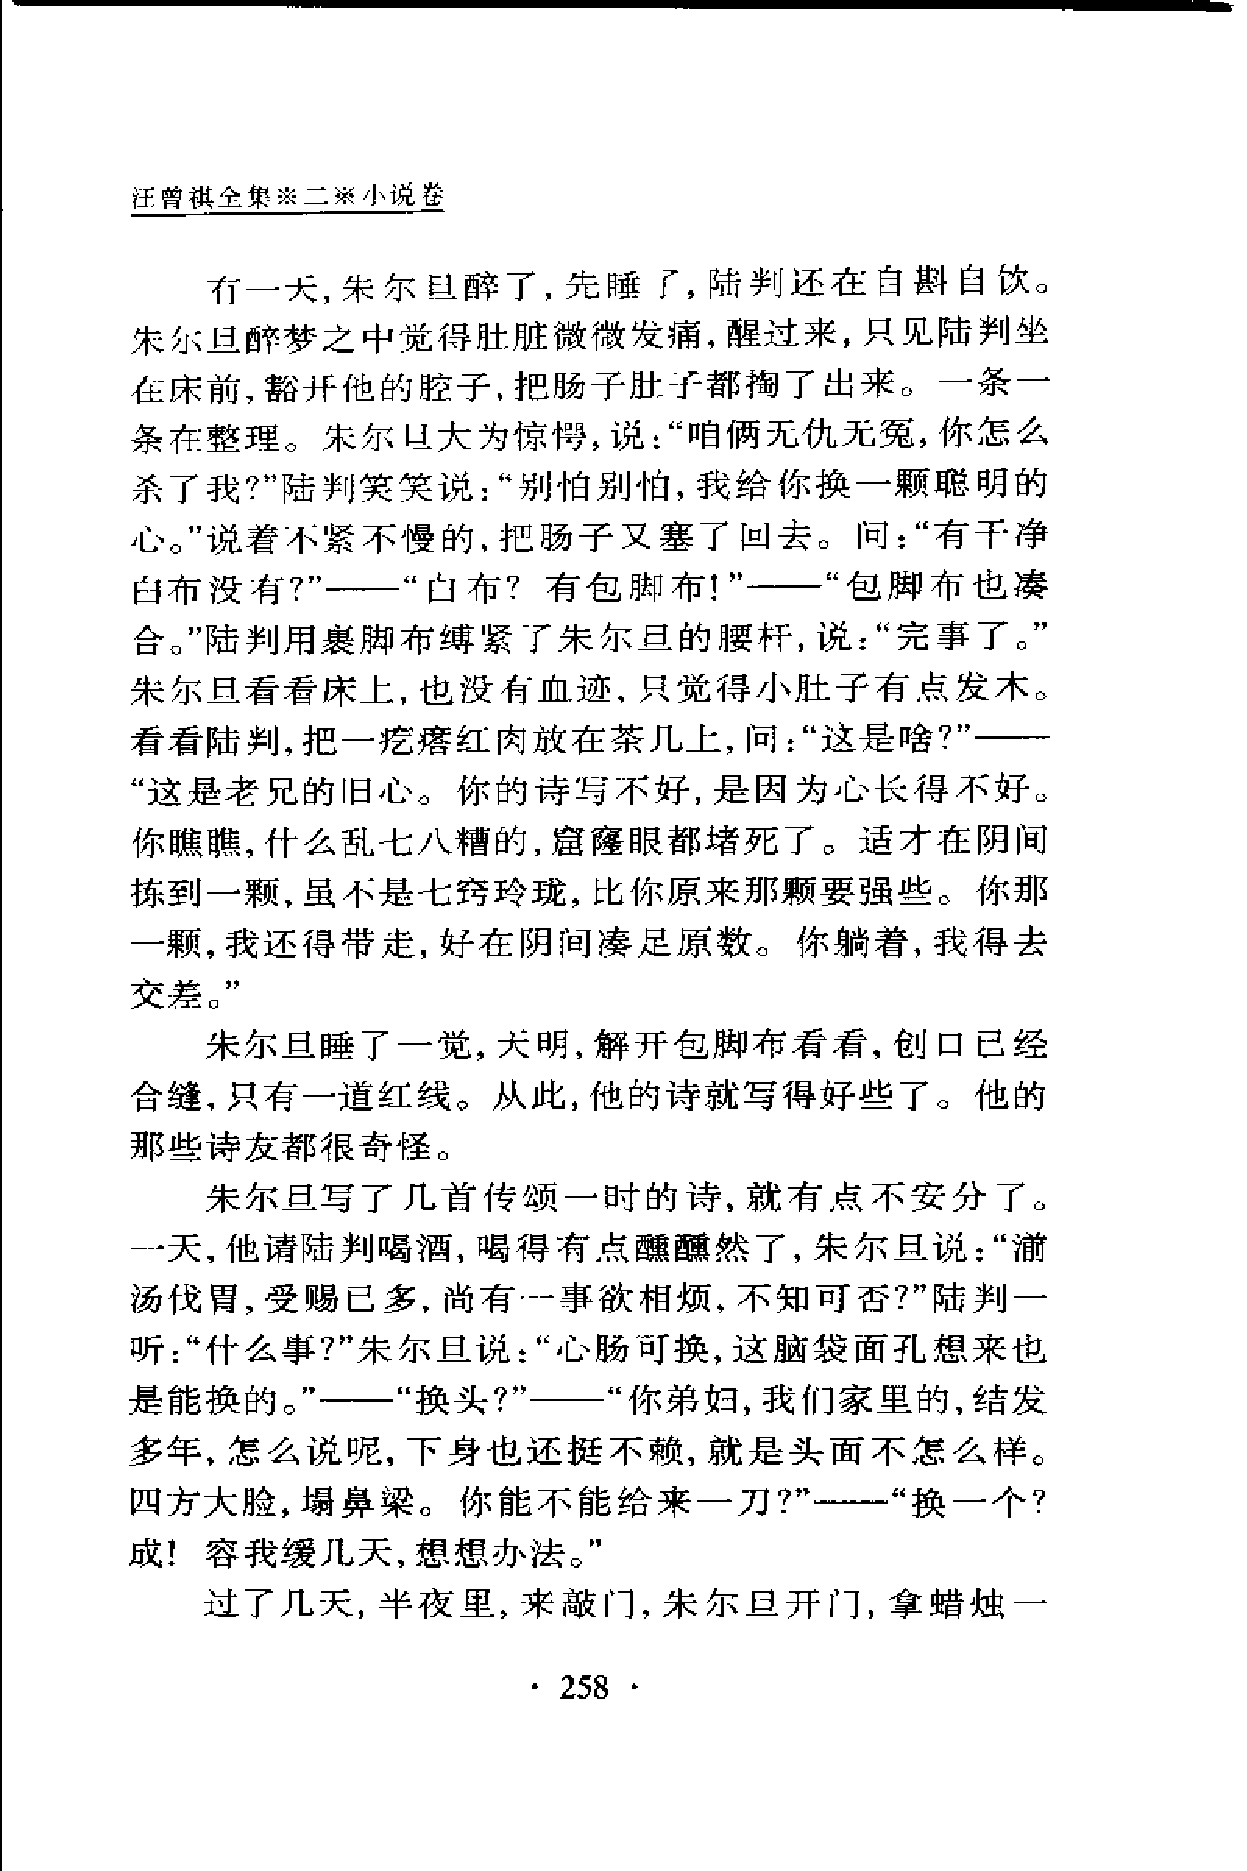 汪曾祺全集※二※小说卷
有一天，朱尔旦醉了，先睡了，陆判还在自斟自饮。
朱尔旦醉梦之中觉得肚脏微微发痛，醒过来，只见陆判坐
在床前，豁开他的腔子，把肠子肚子都掏了出来。一条一
条在整理。朱尔旦大为惊愕，说：“咱俩无仇无冤，你怎么
杀了我？”陆判笑笑说：“别怕别怕，我给你换一颗聪明的
心。”说着不紧不慢的，把肠子又塞了回去。问：“有干净
白布没有？”——“白布？有包脚布！”——“包脚布也凑
合。”陆判用裹脚布缚紧了朱尔旦的腰杆，说：“完事了。”
朱尔旦看看床上，也没有血迹，只觉得小肚子有点发木。
看看陆判，把一疙瘩红肉放在茶几上，问：“这是啥？”——
“这是老兄的旧心。你的诗写不好，是因为心长得不好。
你瞧瞧，什么乱七八糟的，窟窿眼都堵死了。适才在阴间
拣到一颗，虽不是七窍玲珑，比你原来那颗要强些。你那
一颗，我还得带走，好在阴间凑足原数。你躺着，我得去
交差。”
朱尔旦睡了一觉，天明，解开包脚布看看，创口已经
合缝，只有一道红线。从此，他的诗就写得好些了。他的
那些诗友都很奇怪。
朱尔旦写了几首传颂一时的诗，就有点不安分了。
一天，他请陆判喝酒，喝得有点醺醺然了，朱尔旦说：“湔
汤伐胃，受赐已多，尚有一事欲相烦，不知可否？”陆判一
听：“什么事？”朱尔旦说：“心肠可换，这脑袋面孔想来也
是能换的。”——“换头？”——“你弟妇，我们家里的，结发
多年，怎么说呢，下身也还挺不赖，就是头面不怎么样。
四方大脸，塌鼻梁。你能不能给来一刀？”——“换一个？
成！容我缓几天，想想办法。”
过了几天，半夜里，来敲门，朱尔旦开门，拿蜡烛一
· 258 ·